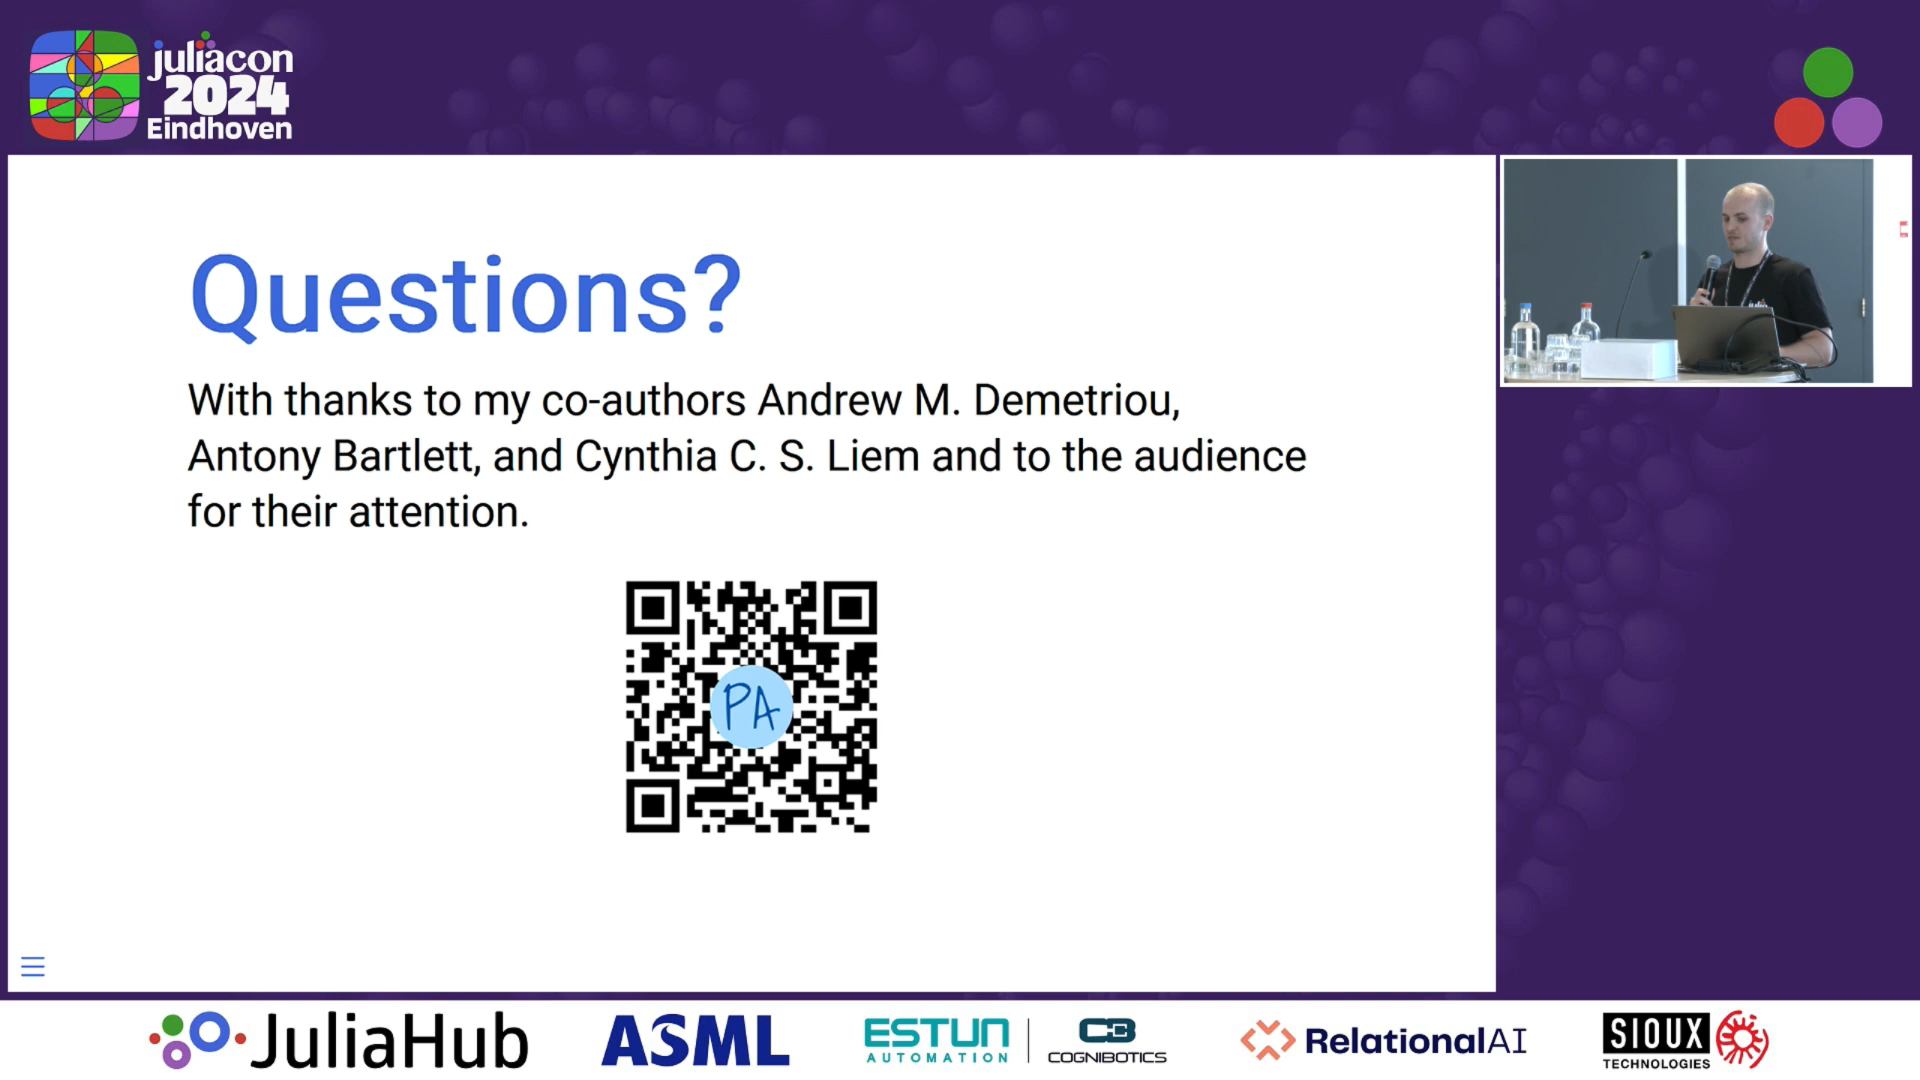 juliacon
2024
Eindhoven
Questions?
With thanks to my co-authors Andrew M. Demetriou,
Antony Bartlett, and Cynthia C. S. Liem and to the audience
for their attention.
PA
JuliaHub
ASML
ESTUN
AUTOMATION
CB
COGNIBOTICS
RelationalAI
SIOUX
TECHNOLOGIES